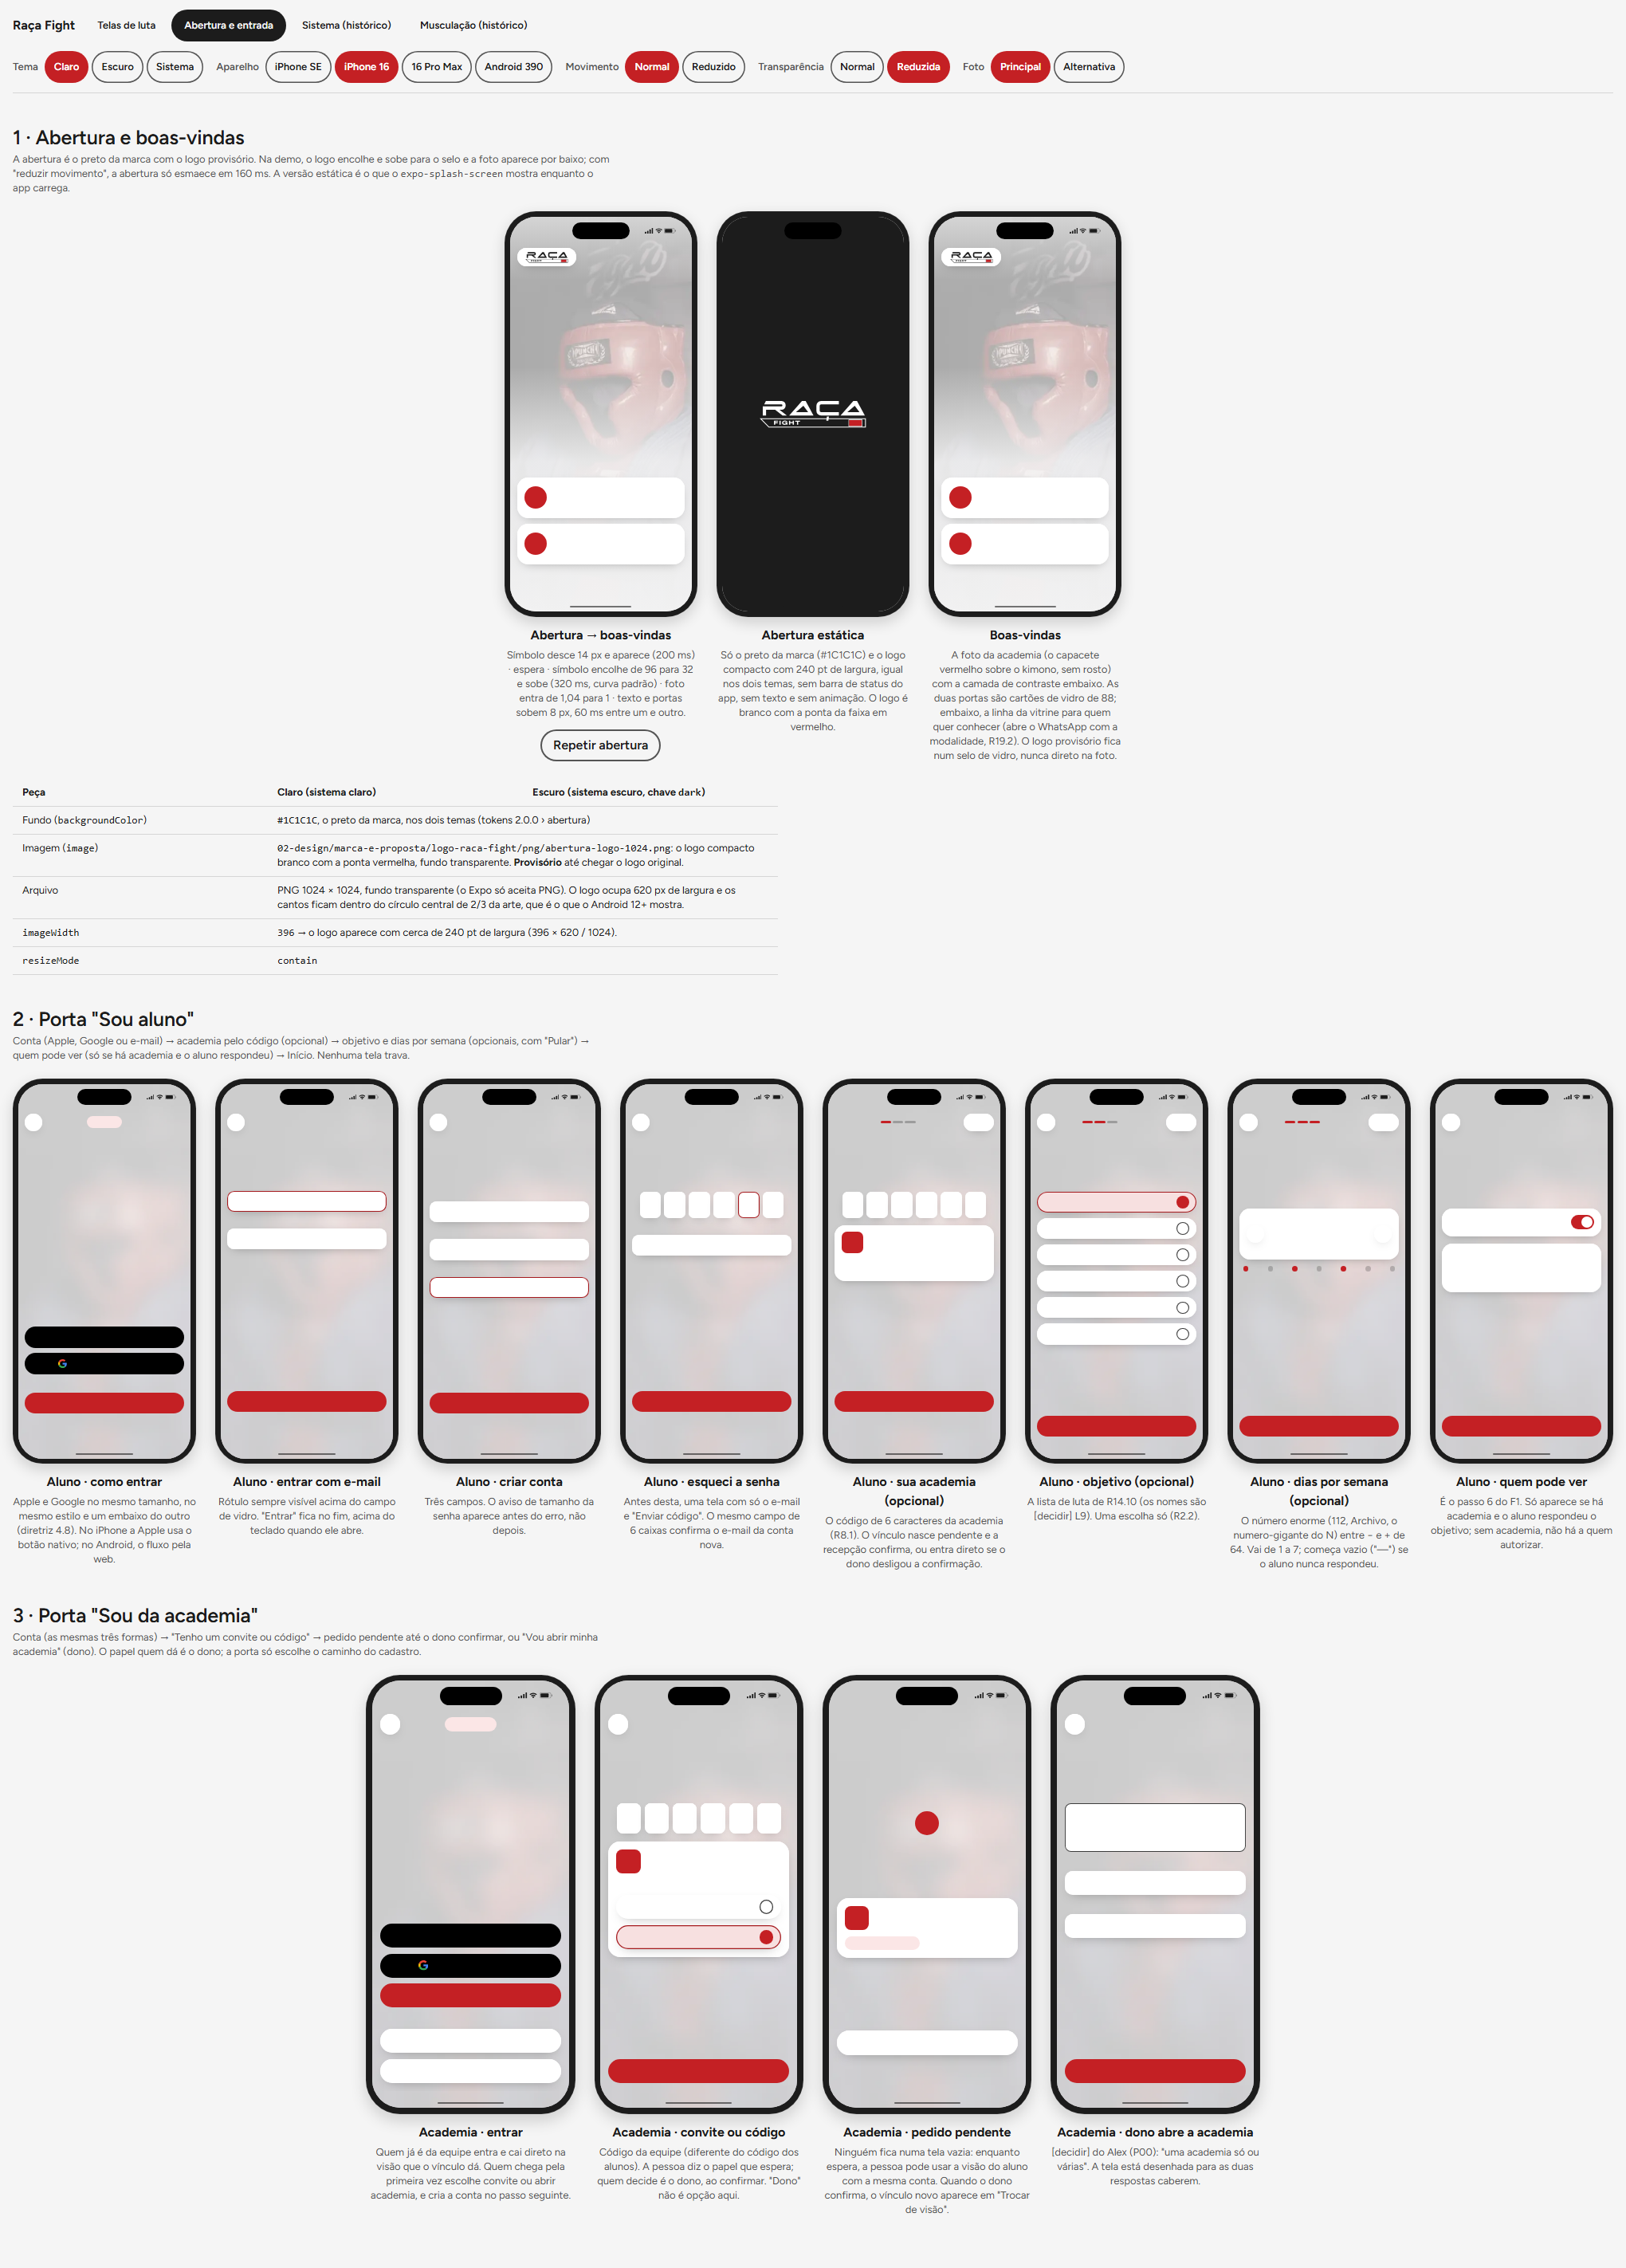 Raça Fight Telas de luta Abertura e entrada Sistema (histórico) Musculação (histórico)
Tema Claro Escuro Sistema Aparelho iPhone SE iPhone 16 16 Pro Max Android 390 Movimento Normal Reduzido Transparência Normal Reduzida Foto Principal Alternativa
1 · Abertura e boas-vindas
A abertura é o preto da marca com o logo provisório. Na demo, o logo encolhe e sobe para o selo e a foto aparece por baixo; com
"reduzir movimento", a abertura só esmaece em 160 ms. A versão estática é o que o expo-splash-screen mostra enquanto o
app carrega.
RAÇA
FIGHT
RAÇA
FIGHT
RAÇA
FIGHT
Abertura → boas-vindas
Símbolo desce 14 px e aparece (200 ms)
· espera · símbolo encolhe de 96 para 32
e sobe (320 ms, curva padrão) · foto
entra de 1,04 para 1 · texto e portas
sobem 8 px, 60 ms entre um e outro.
Repetir abertura
Abertura estática
Só o preto da marca (#1C1C1C) e o logo
compacto com 240 pt de largura, igual
nos dois temas, sem barra de status do
app, sem texto e sem animação. O logo é
branco com a ponta da faixa em
vermelho.
Boas-vindas
A foto da academia (o capacete
vermelho sobre o kimono, sem rosto)
com a camada de contraste embaixo. As
duas portas são cartões de vidro de 88;
embaixo, a linha da vitrine para quem
quer conhecer (abre o WhatsApp com a
modalidade, R19.2). O logo provisório fica
num selo de vidro, nunca direto na foto.
Peça Claro (sistema claro) Escuro (sistema escuro, chave dark)
Fundo (backgroundColor) #1C1C1C, o preto da marca, nos dois temas (tokens 2.0.0 › abertura)
Imagem (image) 02-design/marca-e-proposta/logo-raca-fight/png/abertura-logo-1024.png: o logo compacto
branco com a ponta vermelha, fundo transparente. Provisório até chegar o logo original.
Arquivo PNG 1024 × 1024, fundo transparente (o Expo só aceita PNG). O logo ocupa 620 px de largura e os
cantos ficam dentro do círculo central de 2/3 da arte, que é o que o Android 12+ mostra.
imageWidth 396 → o logo aparece com cerca de 240 pt de largura (396 × 620 / 1024).
resizeMode contain
2 · Porta "Sou aluno"
Conta (Apple, Google ou e-mail) → academia pelo código (opcional) → objetivo e dias por semana (opcionais, com "Pular") →
quem pode ver (só se há academia e o aluno respondeu) → Início. Nenhuma tela trava.
Aluno · como entrar
Apple e Google no mesmo tamanho, no
mesmo estilo e um embaixo do outro
(diretriz 4.8). No iPhone a Apple usa o
botão nativo; no Android, o fluxo pela
web.
Aluno · entrar com e-mail
Rótulo sempre visível acima do campo
de vidro. "Entrar" fica no fim, acima do
teclado quando ele abre.
Aluno · criar conta
Três campos. O aviso de tamanho da
senha aparece antes do erro, não
depois.
Aluno · esqueci a senha
Antes desta, uma tela com só o e-mail
e "Enviar código". O mesmo campo de
6 caixas confirma o e-mail da conta
nova.
Aluno · sua academia
(opcional)
O código de 6 caracteres da academia
(R8.1). O vínculo nasce pendente e a
recepção confirma, ou entra direto se o
dono desligou a confirmação.
Aluno · objetivo (opcional)
A lista de luta de R14.10 (os nomes são
[decidir] L9). Uma escolha só (R2.2).
Aluno · dias por semana
(opcional)
O número enorme (112, Archivo, o
numero-gigante do N) entre − e + de
64. Vai de 1 a 7; começa vazio ("—") se
o aluno nunca respondeu.
Aluno · quem pode ver
É o passo 6 do F1. Só aparece se há
academia e o aluno respondeu o
objetivo; sem academia, não há a quem
autorizar.
3 · Porta "Sou da academia"
Conta (as mesmas três formas) → "Tenho um convite ou código" → pedido pendente até o dono confirmar, ou "Vou abrir minha
academia" (dono). O papel quem dá é o dono; a porta só escolhe o caminho do cadastro.
Academia · entrar
Quem já é da equipe entra e cai direto na
visão que o vínculo dá. Quem chega pela
primeira vez escolhe convite ou abrir
academia, e cria a conta no passo seguinte.
Academia · convite ou código
Código da equipe (diferente do código dos
alunos). A pessoa diz o papel que espera;
quem decide é o dono, ao confirmar. "Dono"
não é opção aqui.
Academia · pedido pendente
Ninguém fica numa tela vazia: enquanto
espera, a pessoa pode usar a visão do aluno
com a mesma conta. Quando o dono
confirma, o vínculo novo aparece em "Trocar
de visão".
Academia · dono abre a academia
[decidir] do Alex (P00): "uma academia só ou
várias". A tela está desenhada para as duas
respostas caberem.